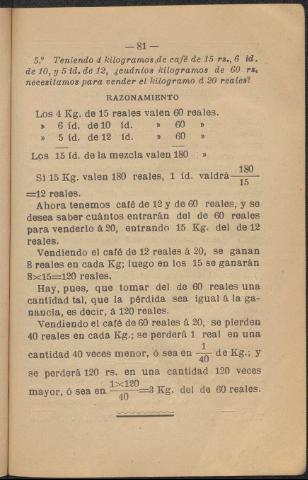 — 81 —
5.º Teniendo 4 kilogramos de café de 15 rs., 6 id.
de 10, y 5 id. de 12, ¿cuántos kilogramos de 60 rs.
necesitamos para vender el kilogramo á 20 reales?
RAZONAMIENTO
Los 4 Kg. de 15 reales valen 60 reales.
» 6 id. de 10 id. » 60 »
» 5 id. de 12 id. » 60 »
Los 15 id. de la mezcla valen 180 »
Si 15 Kg. valen 180 reales, 1 id. valdrá 180/15
=12 reales.
Ahora tenemos café de 12 y de 60 reales, y se
desea saber cuántos entrarán del de 60 reales
para venderlo á 20, entrando 15 Kg. del de 12
reales.
Vendiendo el café de 12 reales á 20, se ganan
8 reales en cada Kg; luego en los 15 se ganarán
8×15=120 reales.
Hay, pues, que tomar del de 60 reales una
cantidad tal, que la pérdida sea igual á la ga-
nancia, es decir, á 120 reales.
Vendiendo el café de 60 reales á 20, se pierden
40 reales en cada Kg.; se perderá 1 real en una
cantidad 40 veces menor, ó sea en 1/40 de Kg.; y
se perderá 120 rs. en una cantidad 120 veces
mayor, ó sea en 1×120/40=3 Kg. del de 60 reales.